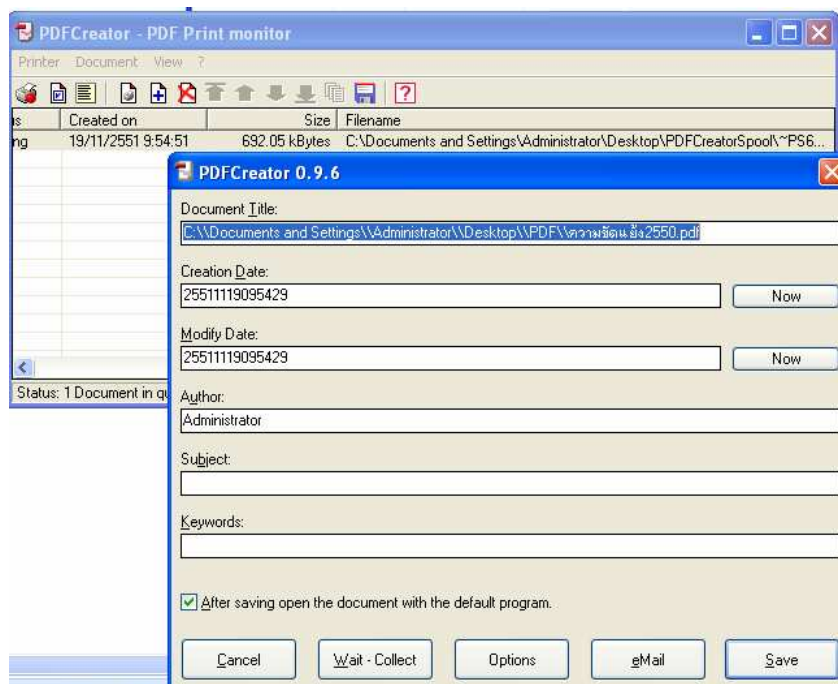 PDFCreator - PDF Print monitor
Printer Document View ?
Created on Size Filename
ng 19/11/2551 9:54:51 692.05 kBytes C:\Documents and Settings\Administrator\Desktop\PDFCreatorSpool\~PS6...
PDFCreator 0.9.6
Document Title:
C:\\Documents and Settings\\Administrator\\Desktop\\PDF\\ความขัดแย้ง2550.pdf
Creation Date:
25511119095429
Now
Modify Date:
25511119095429
Now
Status: 1 Document in qu
Author:
Administrator
Subject:
Keywords:
After saving open the document with the default program.
Cancel Wait - Collect Options eMail Save